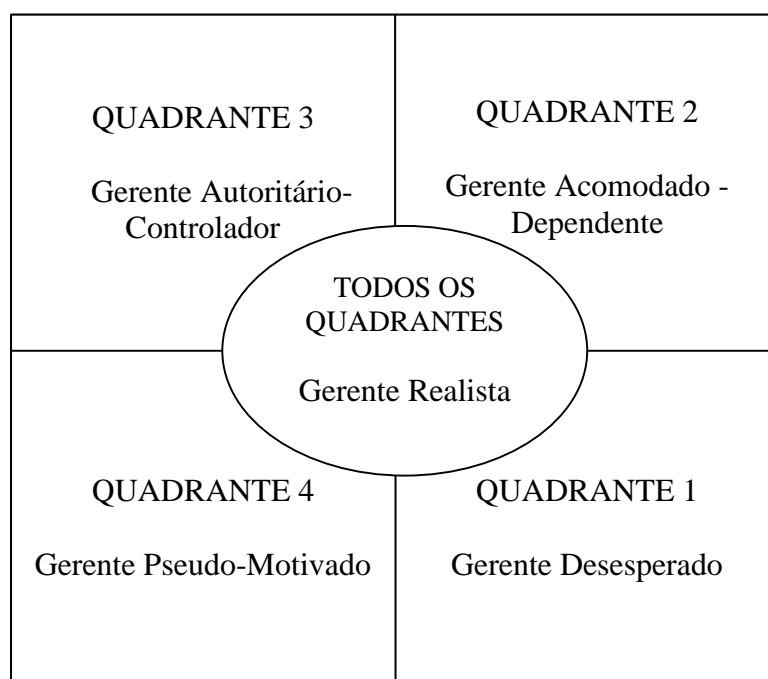 QUADRANTE 3
Gerente Autoritário-
Controlador
QUADRANTE 2
Gerente Acomodado -
Dependente
TODOS OS
QUADRANTES
Gerente Realista
QUADRANTE 4
Gerente Pseudo-Motivado
QUADRANTE 1
Gerente Desesperado